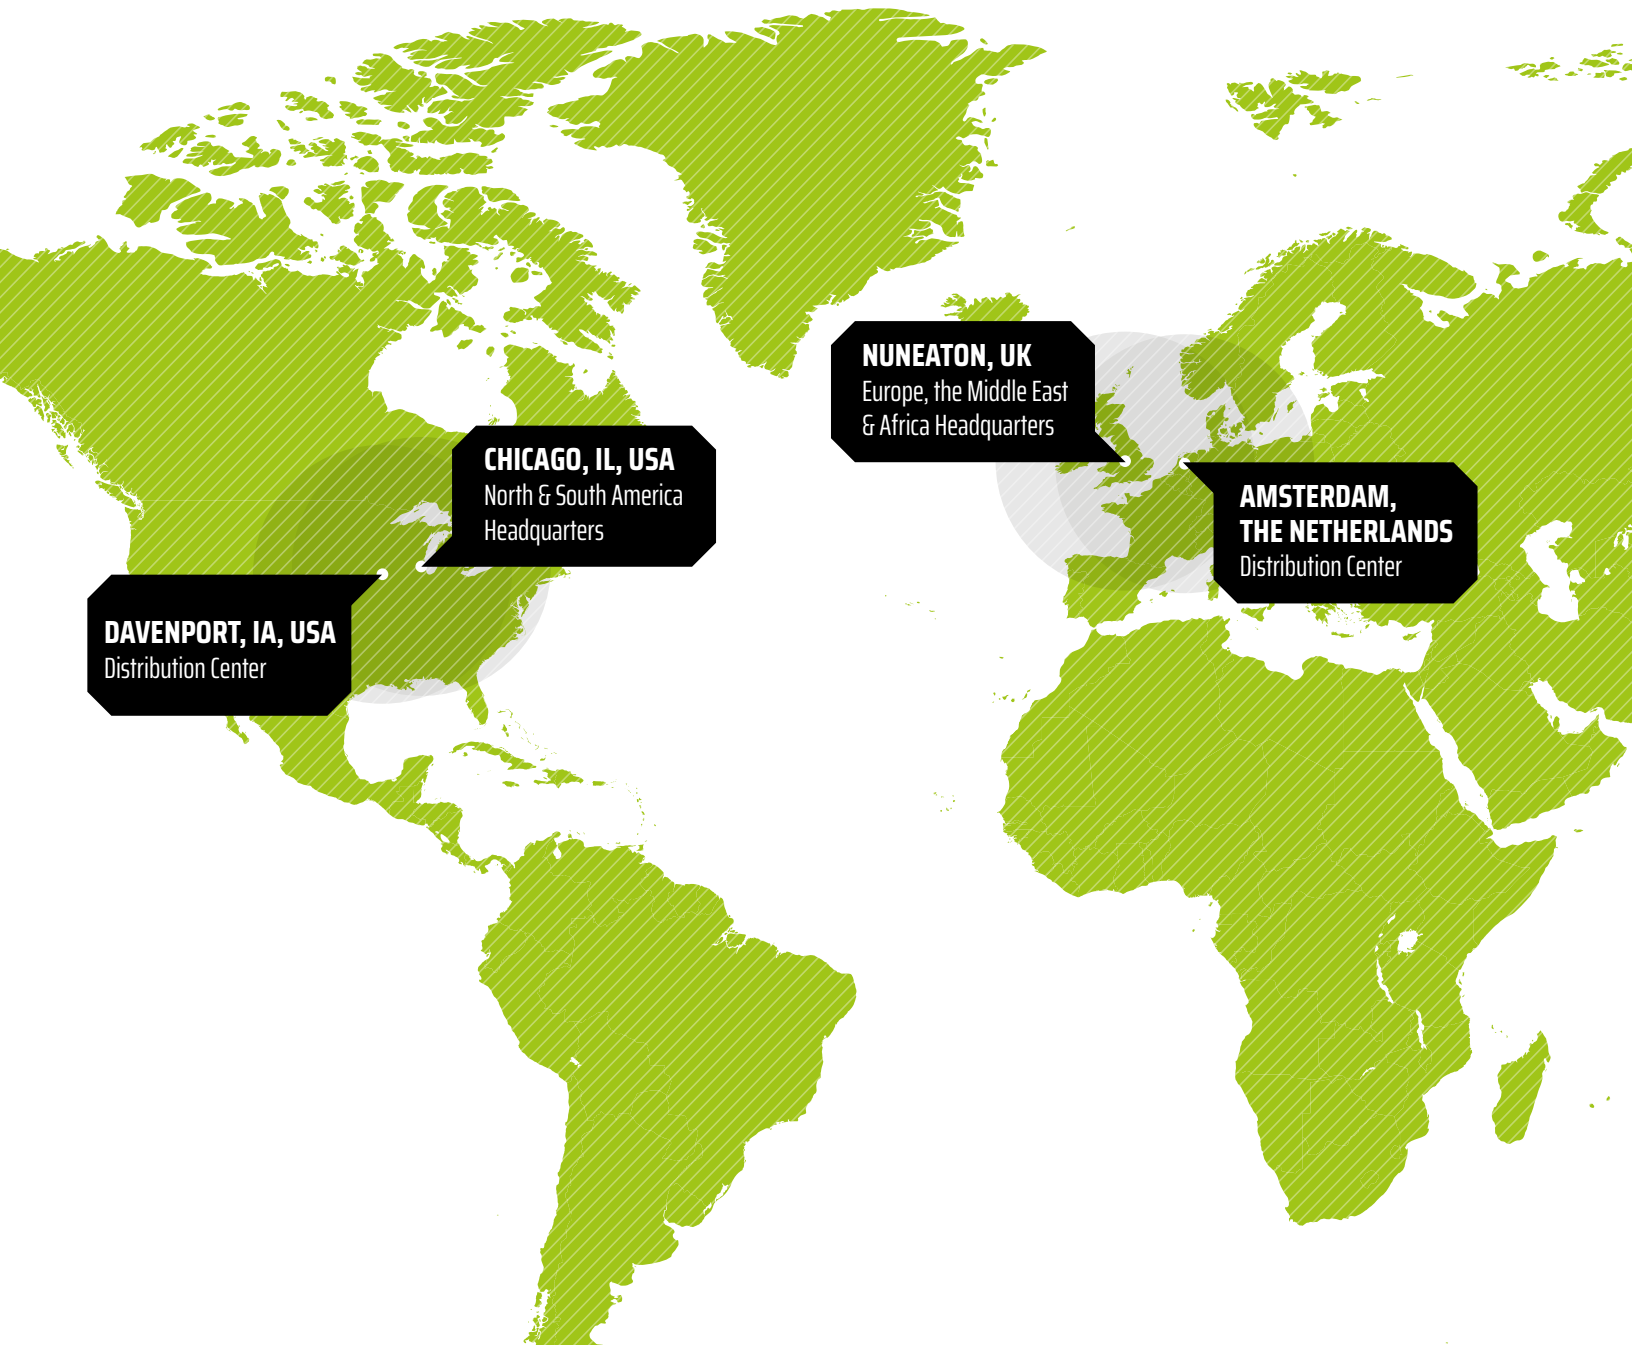 NUNEATON, UK
Europe, the Middle East
& Africa Headquarters
CHICAGO, IL, USA
North & South America
Headquarters
AMSTERDAM,
THE NETHERLANDS
Distribution Center
DAVENPORT, IA, USA
Distribution Center